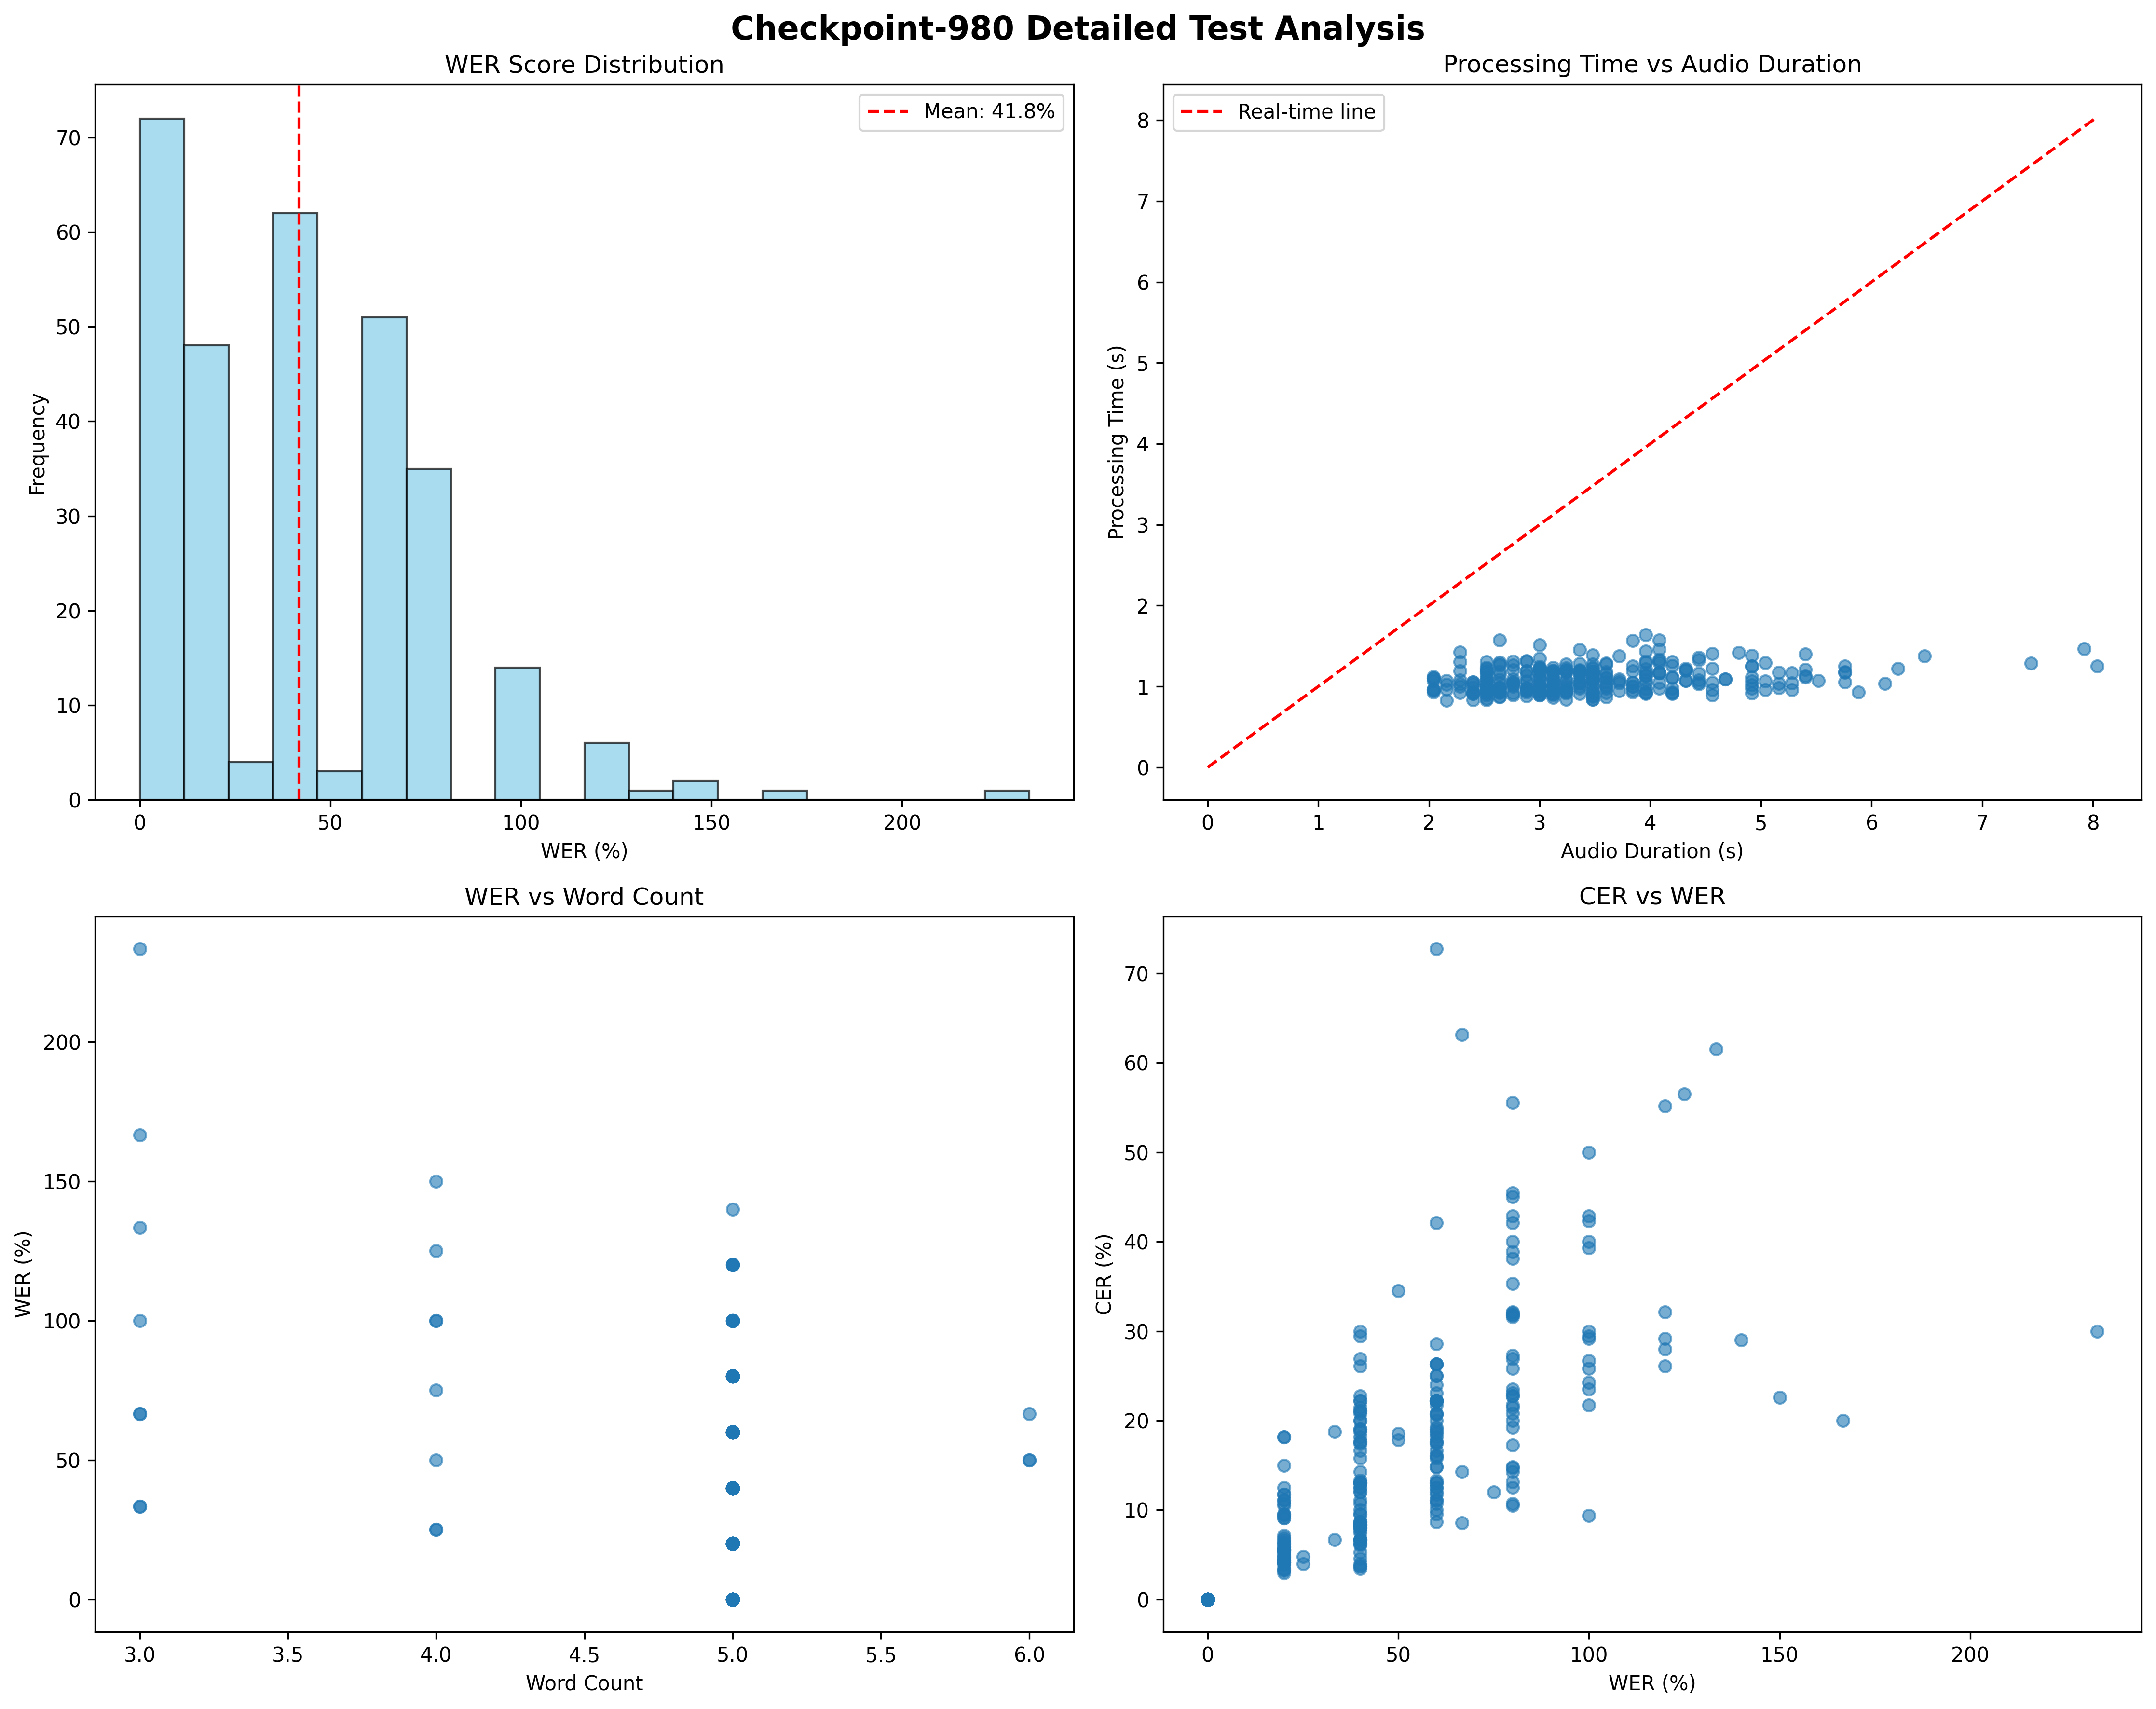 Checkpoint-980 Detailed Test Analysis
WER Score Distribution
Mean: 41.8%
Frequency
70
60
50
40
30
20
10
0
0 50 100 150 200
WER (%)
Processing Time vs Audio Duration
Real-time line
Processing Time (s)
8
7
6
5
4
3
2
1
0
0 1 2 3 4 5 6 7 8
Audio Duration (s)
WER vs Word Count
WER (%)
200
150
100
50
0
3.0 3.5 4.0 4.5 5.0 5.5 6.0
Word Count
CER vs WER
CER (%)
70
60
50
40
30
20
10
0
0 50 100 150 200
WER (%)